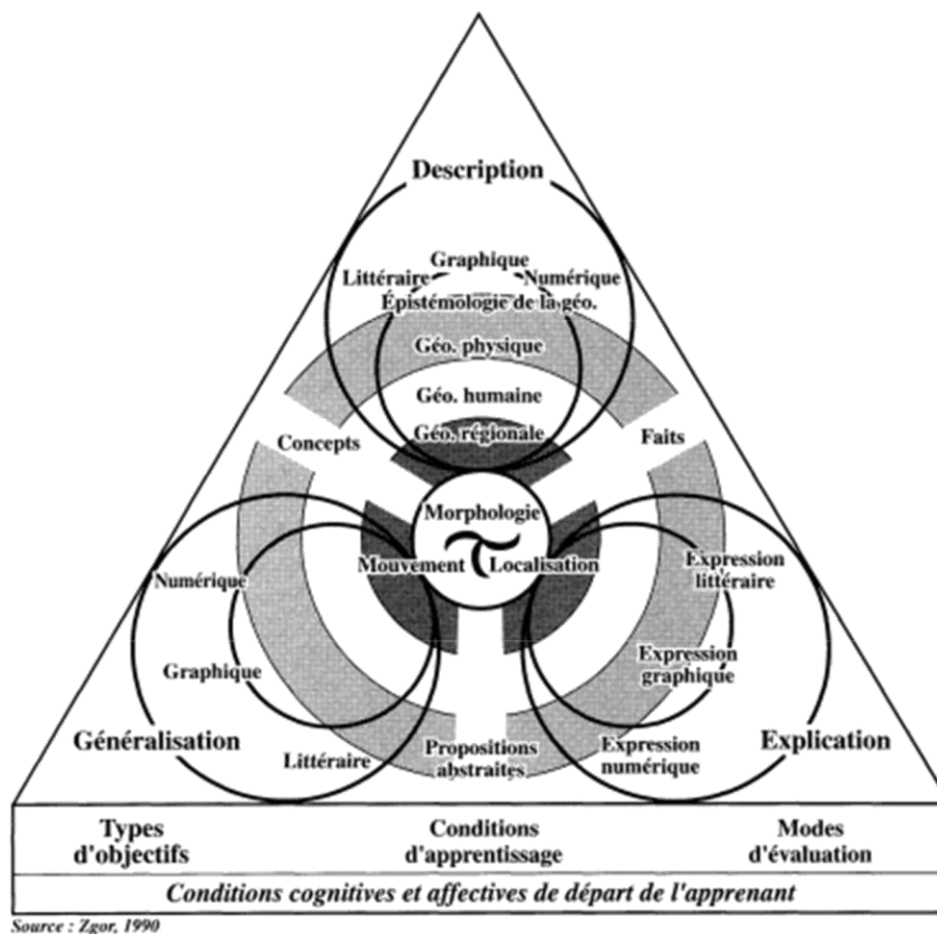 Description
Graphique
Littéraire
Numérique
Épistémologie de la géo.
Géo. physique
Géo. humaine
Géo. régionale
Concepts
Faits
Morphologie
Mouvement
Localisation
Numérique
Expression
littéraire
Graphique
Expression
graphique
Généralisation
Littéraire
Propositions
abstraites
Expression
numérique
Explication
Types
d'objectifs
Conditions
d'apprentissage
Modes
d'évaluation
Conditions cognitives et affectives de départ de l'apprenant
Source : Zgor, 1990